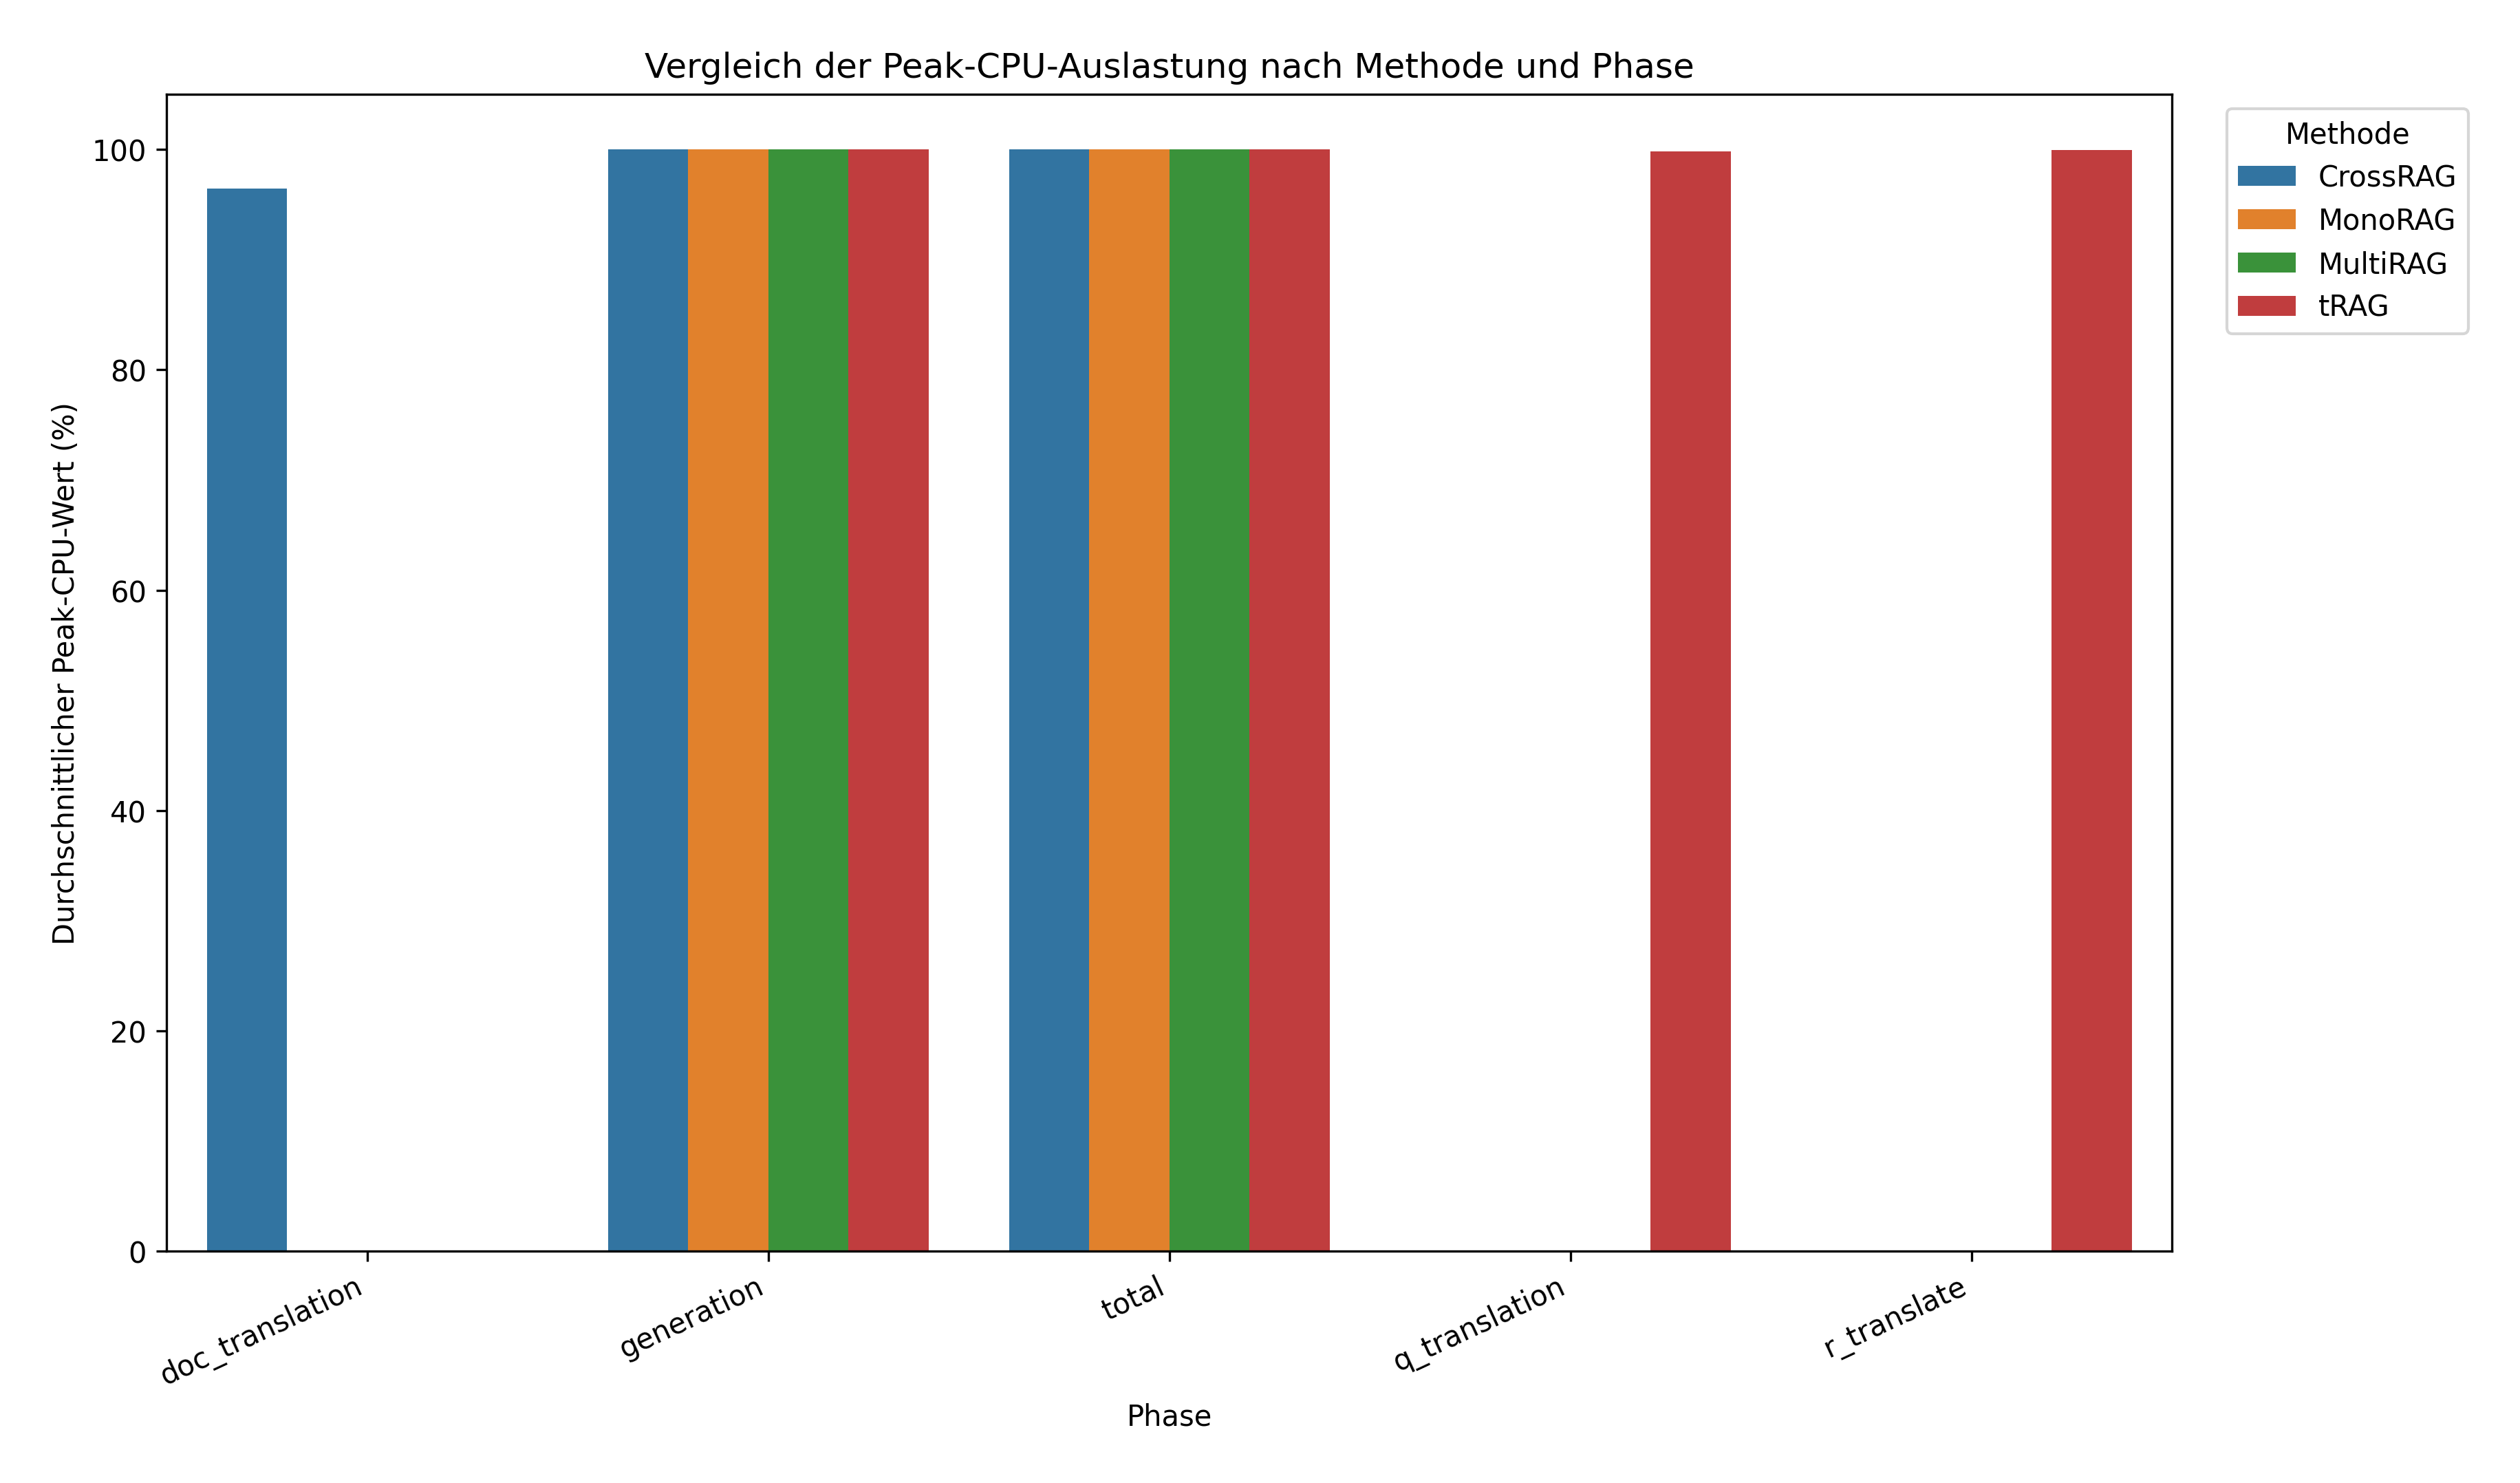 Vergleich der Peak-CPU-Auslastung nach Methode und Phase
Durchschnittlicher Peak-CPU-Wert (%)
100
80
60
40
20
0
doc_translation
generation
total
q_translation
r_translate
Phase
Methode
CrossRAG
MonoRAG
MultiRAG
tRAG